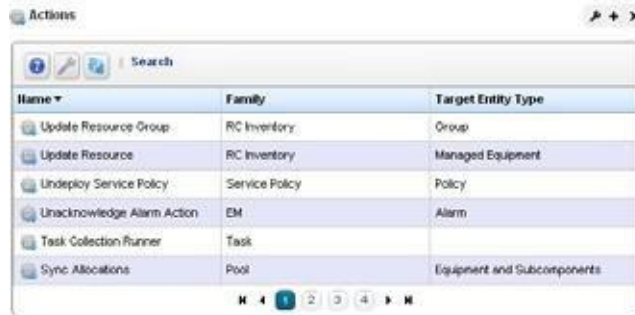 Actions
Search
Name Family Target Entity Type
Update Resource Group RC Inventory Group
Update Resource RC Inventory Managed Equipment
Undeploy Service Policy Service Policy Policy
Unacknowledge Alarm Action EM Alarm
Task Collection Runner Task
Sync Allocations Pool Equipment and Subcomponents
1 2 3 4